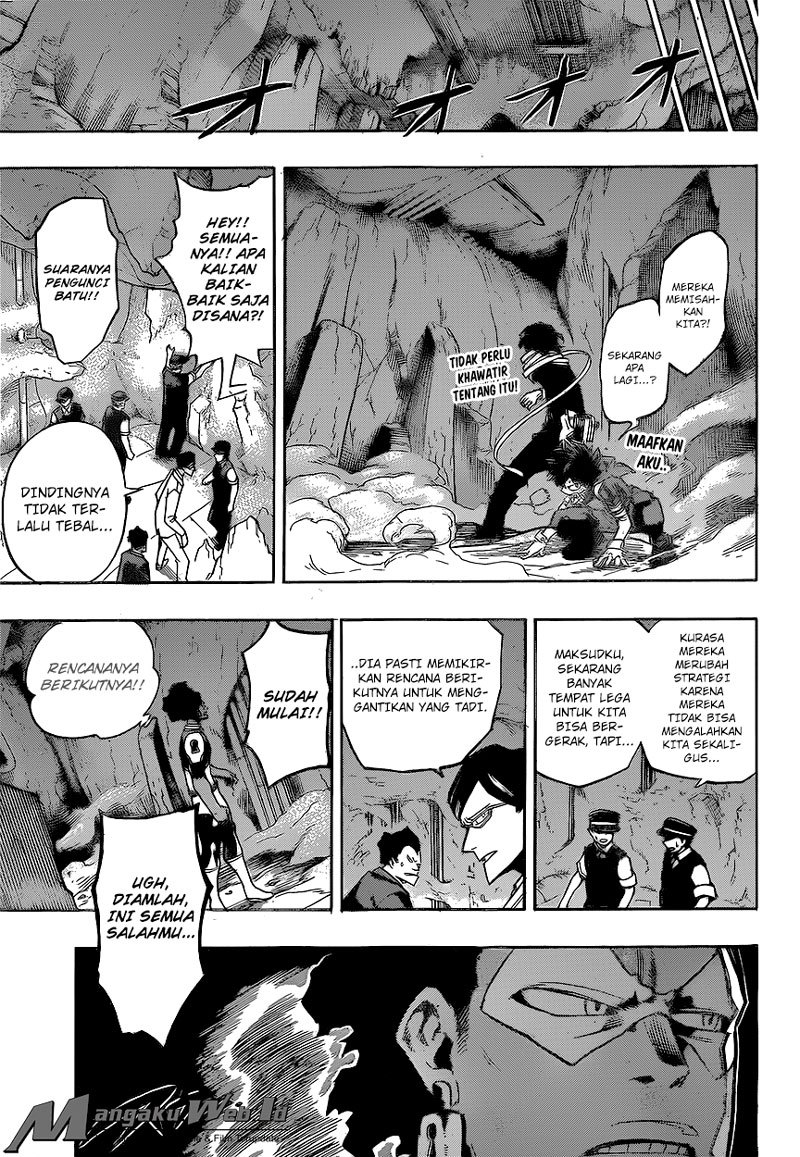 MEREKA
MEMISAH-
KAN
KITA?!
SEKARANG
APA
LAGI...?
TIDAK PERLU
KHAWATIR
TENTANG ITU!
MAAFKAN
AKU..
HEY!!
SEMUA-
NYA!! APA
KALIAN
BAIK-
BAIK SAJA
DISANA?!
SUARANYA
PENGUNCI
BATU!!
DINDINGNYA
TIDAK TER-
LALU TEBAL...
KURASA
MEREKA
MERUBAH
STRATEGI
KARENA
MEREKA
TIDAK BISA
MENGALAHKAN
KITA SEKALI-
GUS...
MAKSUDKU,
SEKARANG
BANYAK
TEMPAT LEGA
UNTUK KITA
BISA BER-
GERAK, TAPI...
..DIA PASTI MEMIKIR-
KAN RENCANA BERI-
KUTNYA UNTUK MENG-
GANTIKAN YANG TADI.
SUDAH
MULAI!!
RENCANANYA
BERIKUTNYA!!
UGH,
DIAMLAH,
INI SEMUA
SALAHMU...
Mangaku Web Id
& Film